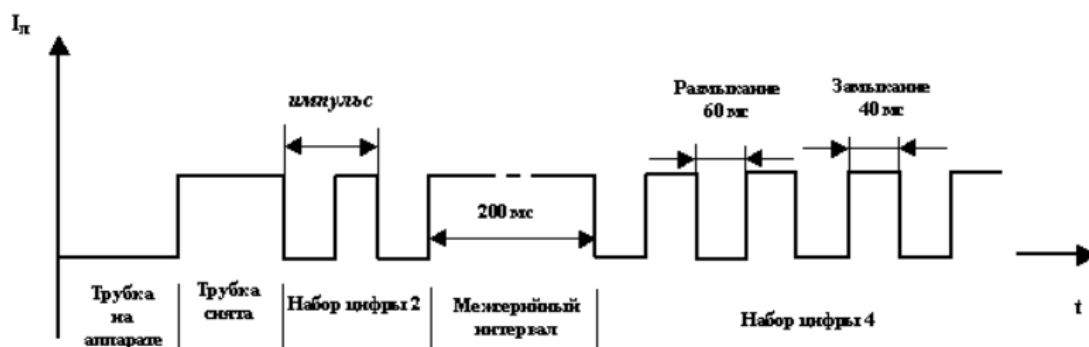 Iл
импульс
Размыкание
60 мс
Замыкание
40 мс
200 мс
Трубка
на
аппарате
Трубка
снята
Набор цифры 2
Межсерийный
интервал
Набор цифры 4
t